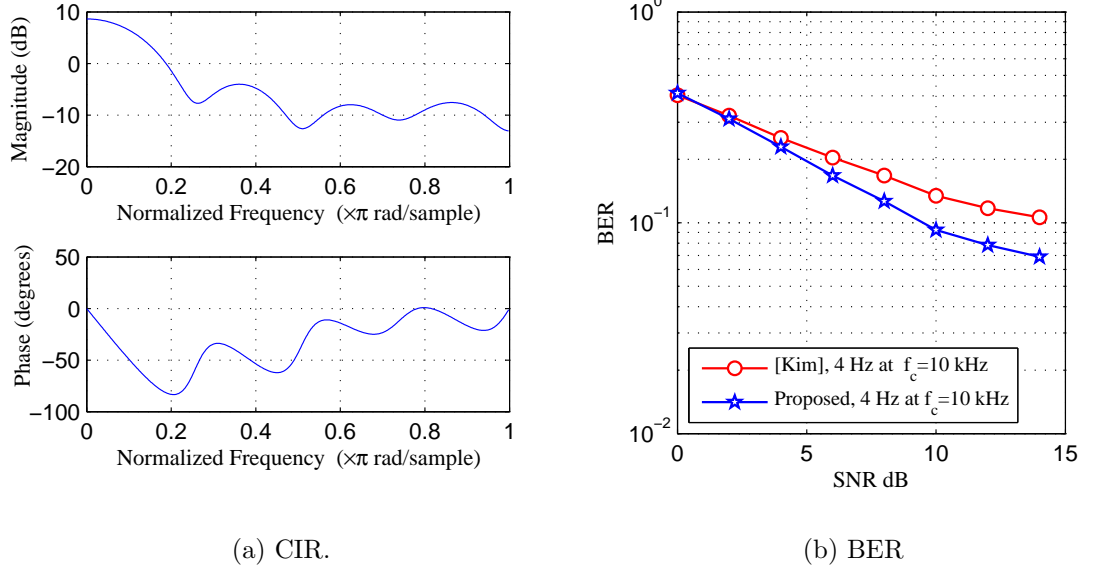 10
0
−10
−20
Magnitude (dB)
0
0.2
0.4
0.6
0.8
1
Normalized Frequency (×π rad/sample)
50
0
−50
−100
Phase (degrees)
0
0.2
0.4
0.6
0.8
1
Normalized Frequency (×π rad/sample)
(a) CIR.
10^0
10^−1
10^−2
BER
[Kim], 4 Hz at f_c=10 kHz
Proposed, 4 Hz at f_c=10 kHz
0
5
10
15
SNR dB
(b) BER